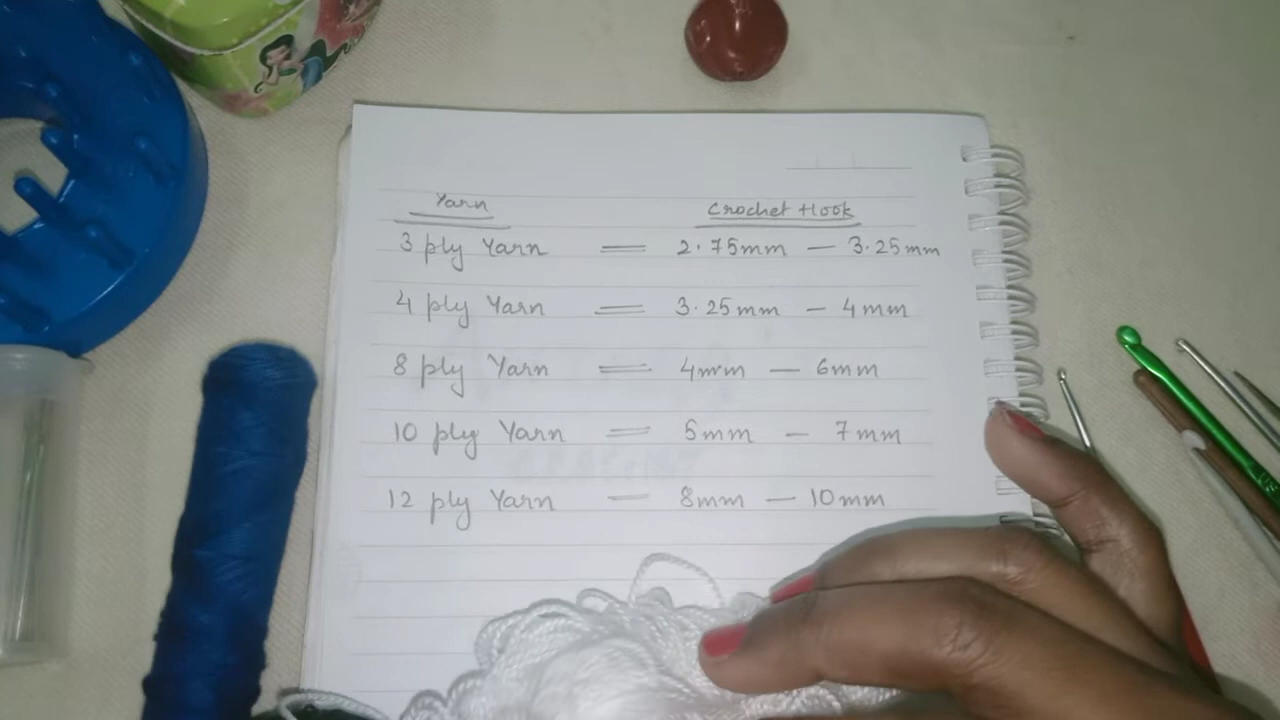 Yarn Crochet Hook
3 ply Yarn = 2.75mm - 3.25mm
4 ply Yarn = 3.25mm - 4mm
8 ply Yarn = 4mm - 6mm
10 ply Yarn = 5mm - 7mm
12 ply Yarn - 8mm - 10mm